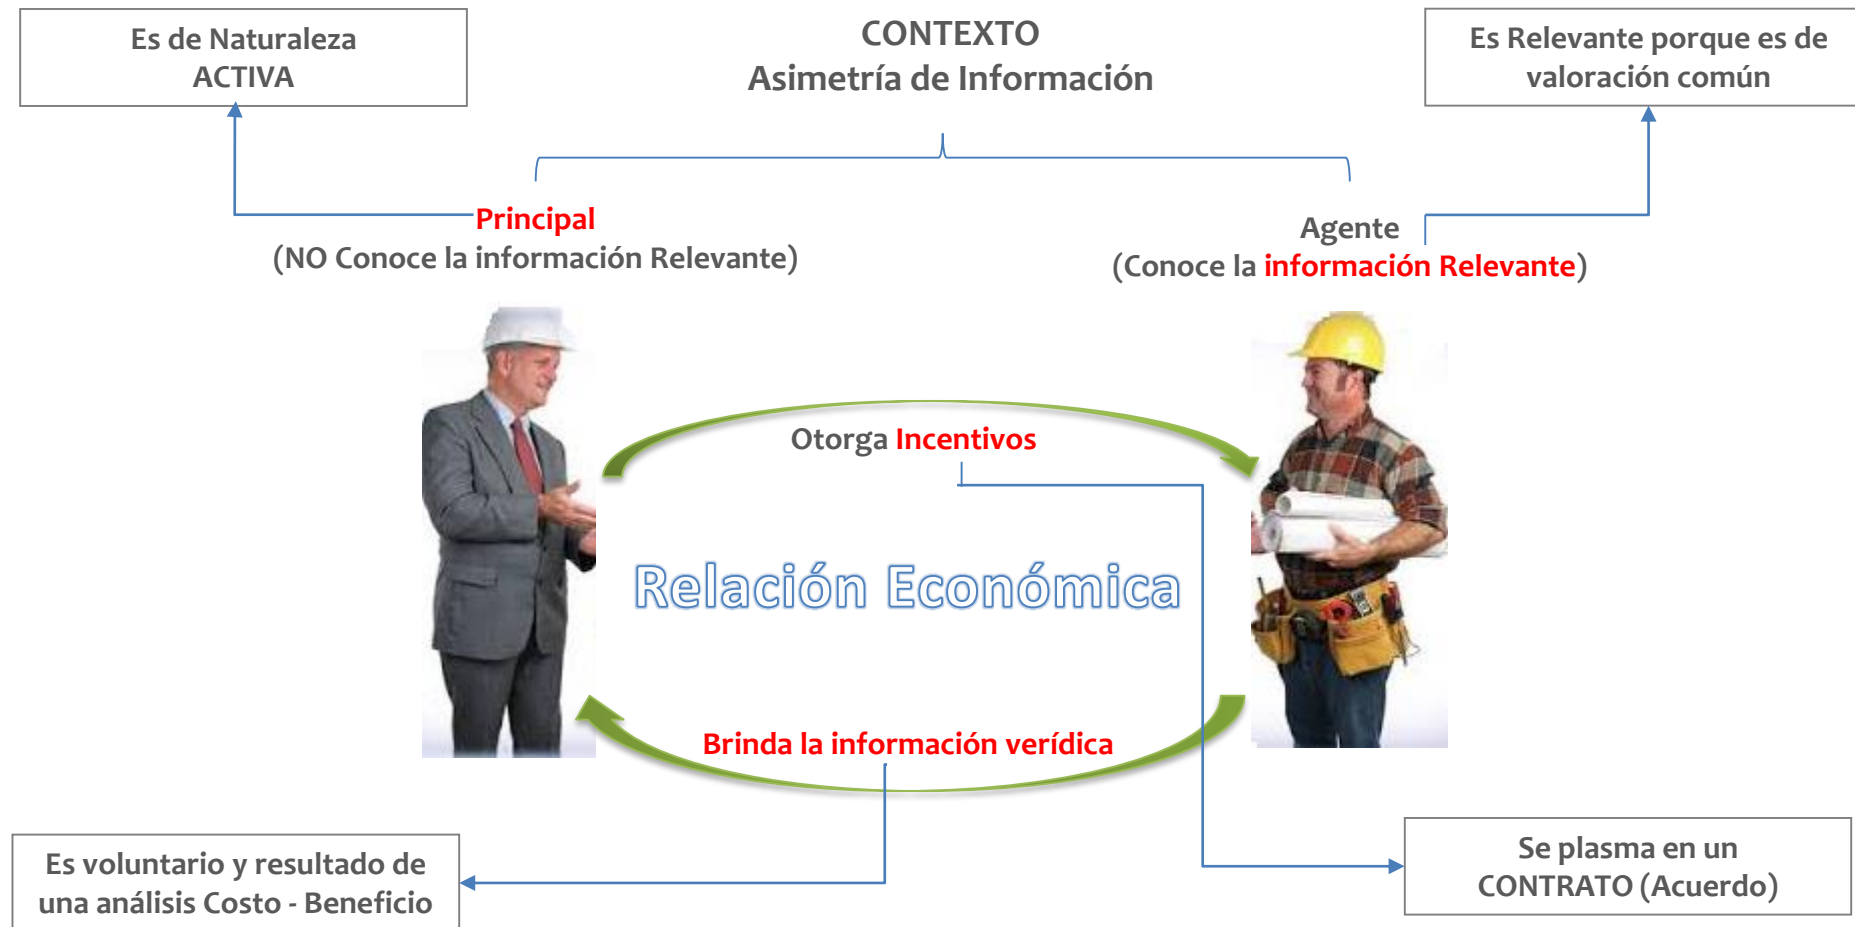 Es de Naturaleza
ACTIVA
CONTEXTO
Asimetría de Información
Es Relevante porque es de
valoración común
Principal
(NO Conoce la información Relevante)
Agente
(Conoce la información Relevante)
Otorga Incentivos
Relación Económica
Brinda la información verídica
Es voluntario y resultado de
una análisis Costo - Beneficio
Se plasma en un
CONTRATO (Acuerdo)